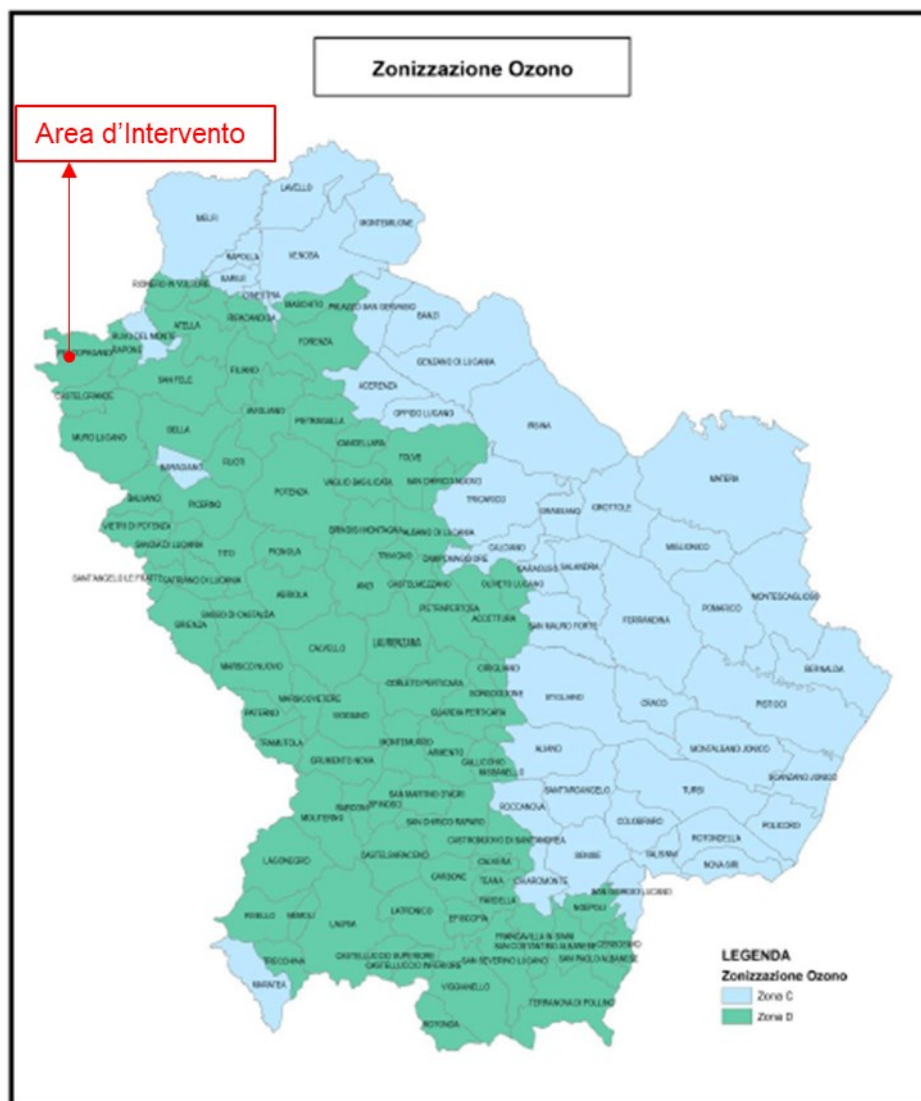 Zonizzazione Ozono
Area d'Intervento
LAVELLO
MELFI
MONTEMILONE
VENOSA
RAPOLLA
BARILE
GINESTRA
RIONERO IN VULTURE
MASCHITO
PALAZZO SAN GERVASIO
BANZI
RIPACANDIDA
ATELLA
RUVO DEL MONTE
FORENZA
RAPONE
GENZANO DI LUCANIA
FILIANO
SAN FELE
ACERENZA
CASTELGRANDE
OPPIDO LUCANO
AVIGLIANO
PIETRAGALLA
IRSINA
MURO LUCANO
BELLA
CANCELLARA
TOLVE
RUOTI
BARAGIANO
POTENZA
VAGLIO BASILICATA
SAN CHIRICO NUOVO
MATERA
BALVANO
PICERNO
TRICARICO
GRASSANO
GROTTOLE
VIETRI DI POTENZA
BRINDISI MONTAGNA
ALBANO DI LUCANIA
TITO
PIGNOLA
CALCIANO
MIGLIONICO
TRIVIGNO
CAMPOMAGGIORE
GARAGUSO
SALANDRA
SANT'ANGELO LE FRATTE
SATRIANO DI LUCANIA
ABRIOLA
ANZI
CASTELMEZZANO
OLIVETO LUCANO
MONTESCAGLIOSO
PIETRAPERTOSA
POMARICO
SASSO DI CASTALDA
ACCETTURA
FERRANDINA
BRIENZA
SAN MAURO FORTE
CALVELLO
LAURENZANA
MARSICO NUOVO
CIRIGLIANO
BERNALDA
CORLETO PERTICARA
GORGOGLIONE
STIGLIANO
MARSICOVETERE
CRACO
PISTICCI
PATERNO
VIGGIANO
GUARDIA PERTICARA
TRAMUTOLA
MONTEMURRO
ARMENTO
ALIANO
MONTALBANO JONICO
GRUMENTO NOVA
GALLICCHIO
MISSANELLO
SCANZANO JONICO
SANT'ARCANGELO
TURSI
SAN MARTINO D'AGRI
ROCCANOVA
SARCONI
SPINOSO
MOLITERNO
SAN CHIRICO RAPARO
COLOBRARO
POLICORO
CASTRONUOVO DI SANT'ANDREA
ROTONDELLA
LAGONEGRO
CASTELSARACENO
CALVERA
SENISE
VALSINNI
NOVA SIRI
CARBONE
TEANA
CHIAROMONTE
SAN GIORGIO LUCANO
FARDELLA
NOEPOLI
RIVELLO
NEMOLI
LATRONICO
EPISCOPIA
LAURIA
FRANCAVILLA IN SINNI
SAN COSTANTINO ALBANESE
CERSOSIMO
TRECCHINA
CASTELLUCCIO SUPERIORE
CASTELLUCCIO INFERIORE
SAN SEVERINO LUCANO
SAN PAOLO ALBANESE
MARATEA
VIGGIANELLO
TERRANOVA DI POLLINO
ROTONDA
LEGENDA
Zonizzazione Ozono
Zona C
Zona D